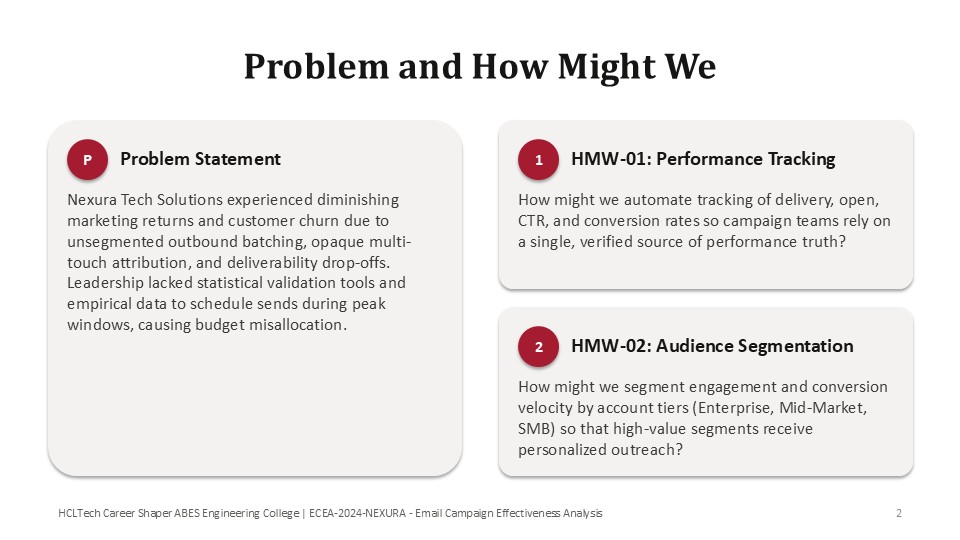 Problem and How Might We
P
Problem Statement
Nexura Tech Solutions experienced diminishing
marketing returns and customer churn due to
unsegmented outbound batching, opaque multi-
touch attribution, and deliverability drop-offs.
Leadership lacked statistical validation tools and
empirical data to schedule sends during peak
windows, causing budget misallocation.
1
HMW-01: Performance Tracking
How might we automate tracking of delivery, open,
CTR, and conversion rates so campaign teams rely on
a single, verified source of performance truth?
2
HMW-02: Audience Segmentation
How might we segment engagement and conversion
velocity by account tiers (Enterprise, Mid-Market,
SMB) so that high-value segments receive
personalized outreach?
HCLTech Career Shaper ABES Engineering College | ECEA-2024-NEXURA - Email Campaign Effectiveness Analysis
2